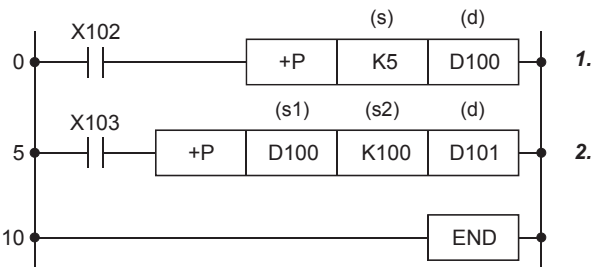 (s) (d)
X102
0 +P K5 D100 1.
(s1) (s2) (d)
X103
5 +P D100 K100 D101 2.
10 END